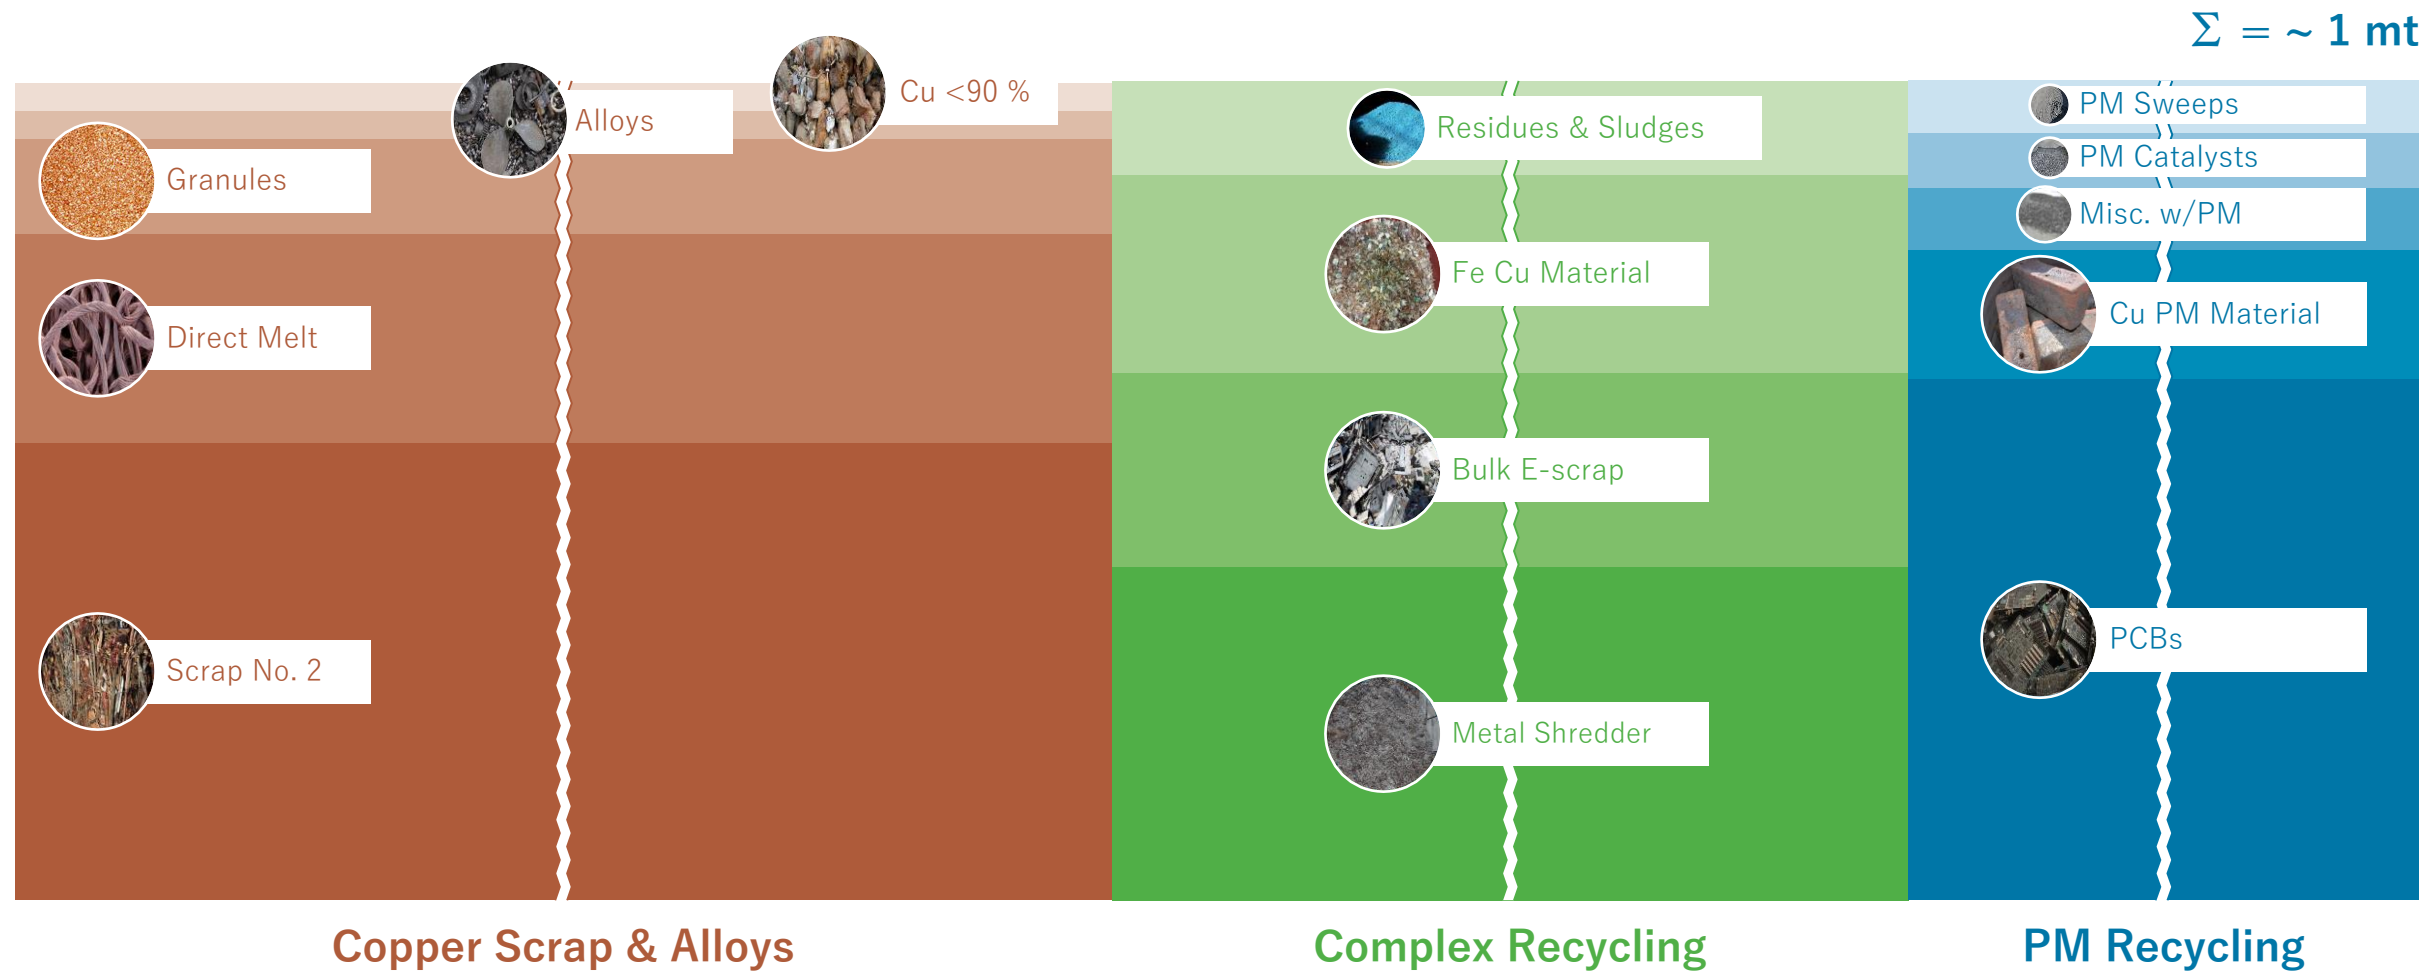 Σ = ~ 1 mt
Alloys
Cu <90 %
Granules
Direct Melt
Scrap No. 2
Residues & Sludges
Fe Cu Material
Bulk E-scrap
Metal Shredder
PM Sweeps
PM Catalysts
Misc. w/PM
Cu PM Material
PCBs
Copper Scrap & Alloys
Complex Recycling
PM Recycling